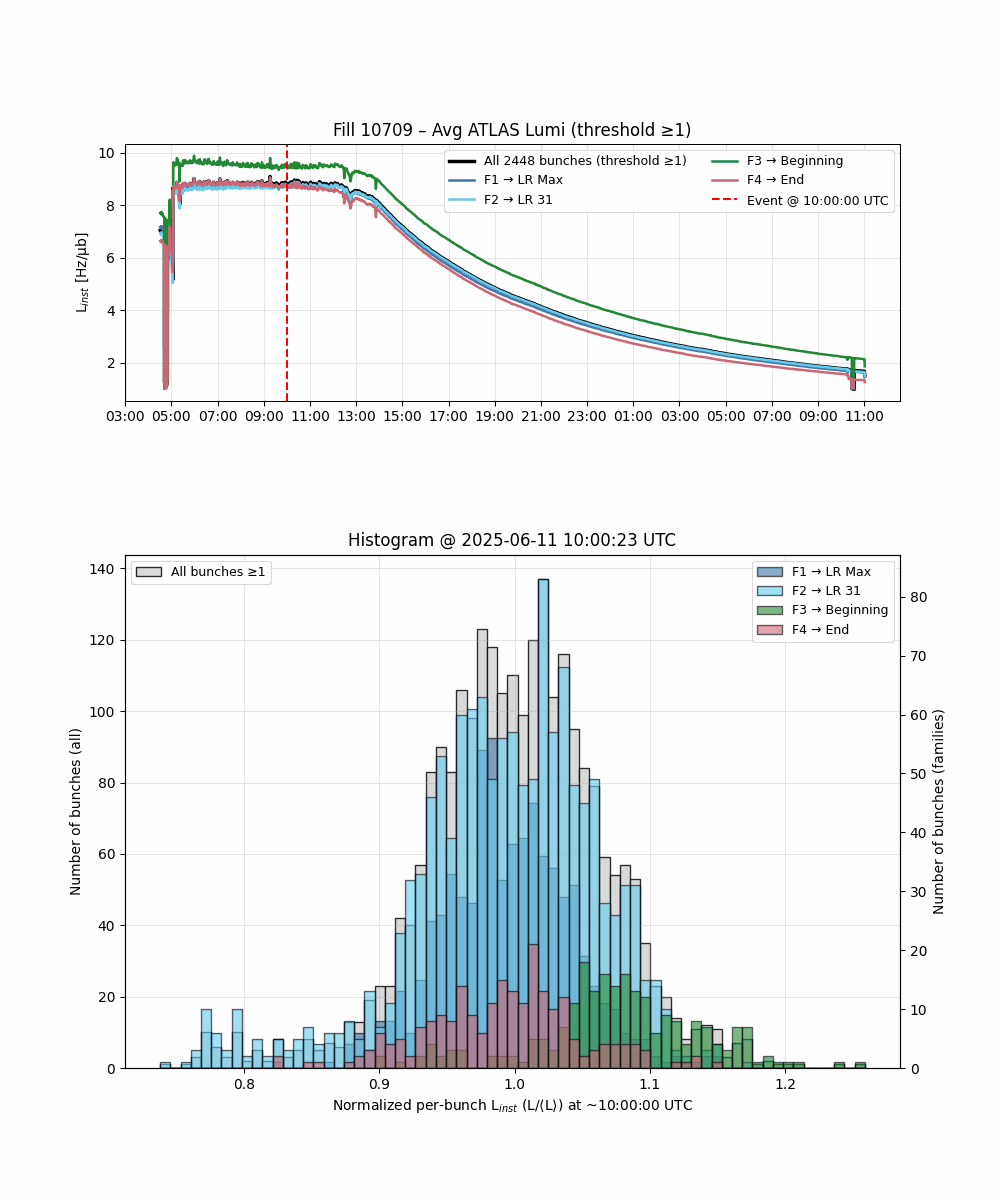 Fill 10709 – Avg ATLAS Lumi (threshold ≥1)
L_inst [Hz/μb]
10
8
6
4
2
All 2448 bunches (threshold ≥1)
F1 → LR Max
F2 → LR 31
F3 → Beginning
F4 → End
Event @ 10:00:00 UTC
03:00 05:00 07:00 09:00 11:00 13:00 15:00 17:00 19:00 21:00 23:00 01:00 03:00 05:00 07:00 09:00 11:00
Histogram @ 2025-06-11 10:00:23 UTC
Number of bunches (all)
140
120
100
80
60
40
20
0
All bunches ≥1
F1 → LR Max
F2 → LR 31
F3 → Beginning
F4 → End
80
70
60
50
40
30
20
10
0
Number of bunches (families)
0.8 0.9 1.0 1.1 1.2
Normalized per-bunch L_inst (L/⟨L⟩) at ~10:00:00 UTC